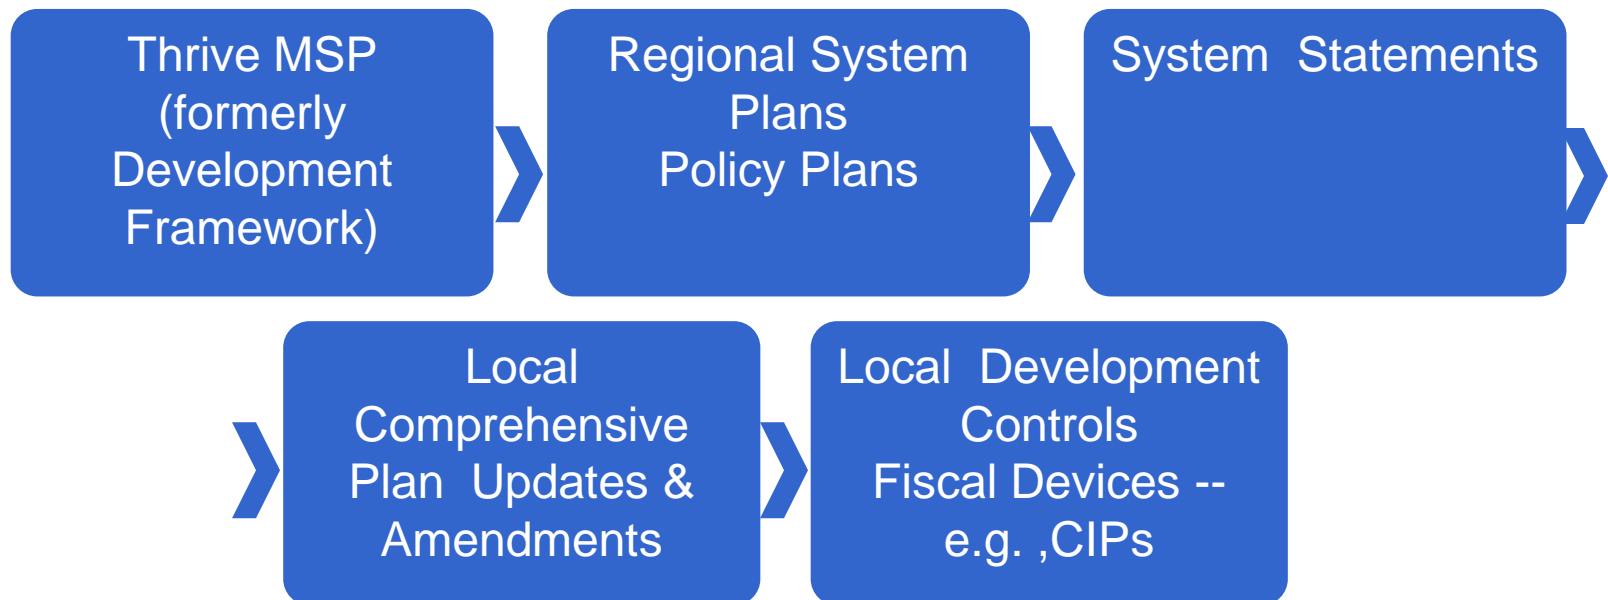 Thrive MSP
(formerly
Development
Framework)
Regional System
Plans
Policy Plans
System  Statements
Local
Comprehensive
Plan  Updates &
Amendments
Local  Development
Controls
Fiscal Devices --
e.g. ,CIPs